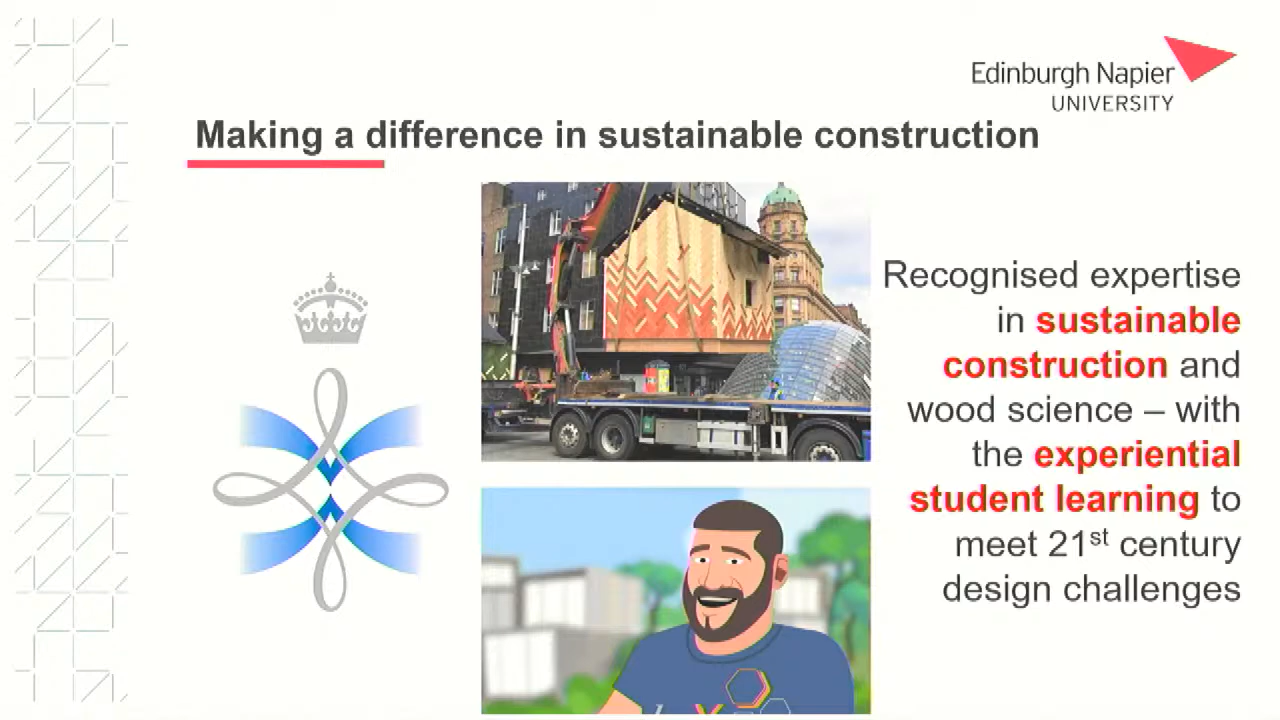 Edinburgh Napier
UNIVERSITY
Making a difference in sustainable construction
Recognised expertise
in sustainable
construction and
wood science – with
the experiential
student learning to
meet 21st century
design challenges